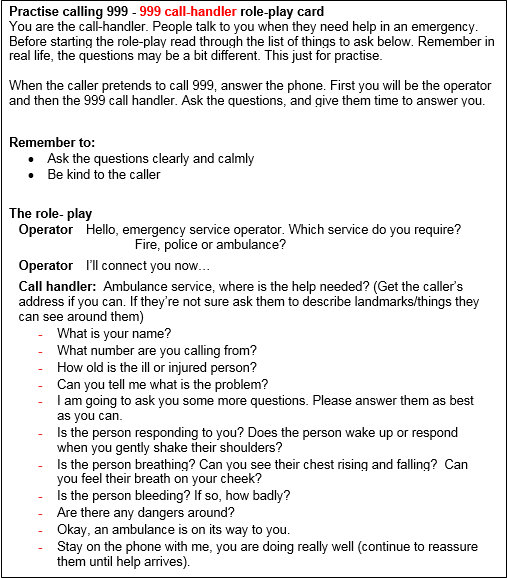 Practise calling 999 - 999 call-handler role-play card
You are the call-handler. People talk to you when they need help in an emergency.
Before starting the role-play read through the list of things to ask below. Remember in
real life, the questions may be a bit different. This just for practise.
When the caller pretends to call 999, answer the phone. First you will be the operator
and then the 999 call handler. Ask the questions, and give them time to answer you.
Remember to:
• Ask the questions clearly and calmly
• Be kind to the caller
The role- play
Operator Hello, emergency service operator. Which service do you require?
Fire, police or ambulance?
Operator I'll connect you now…
Call handler: Ambulance service, where is the help needed? (Get the caller's
address if you can. If they're not sure ask them to describe landmarks/things they
can see around them)
- What is your name?
- What number are you calling from?
- How old is the ill or injured person?
- Can you tell me what is the problem?
- I am going to ask you some more questions. Please answer them as best
as you can.
- Is the person responding to you? Does the person wake up or respond
when you gently shake their shoulders?
- Is the person breathing? Can you see their chest rising and falling? Can
you feel their breath on your cheek?
- Is the person bleeding? If so, how badly?
- Are there any dangers around?
- Okay, an ambulance is on its way to you.
- Stay on the phone with me, you are doing really well (continue to reassure
them until help arrives).